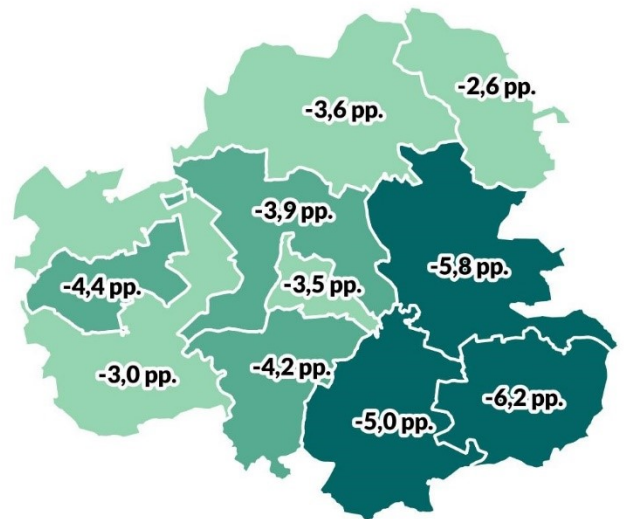 -2,6 pp.
-3,6 pp.
-3,9 pp.
-5,8 pp.
-4,4 pp.
-3,5 pp.
-3,0 pp.
-4,2 pp.
-5,0 pp.
-6,2 pp.